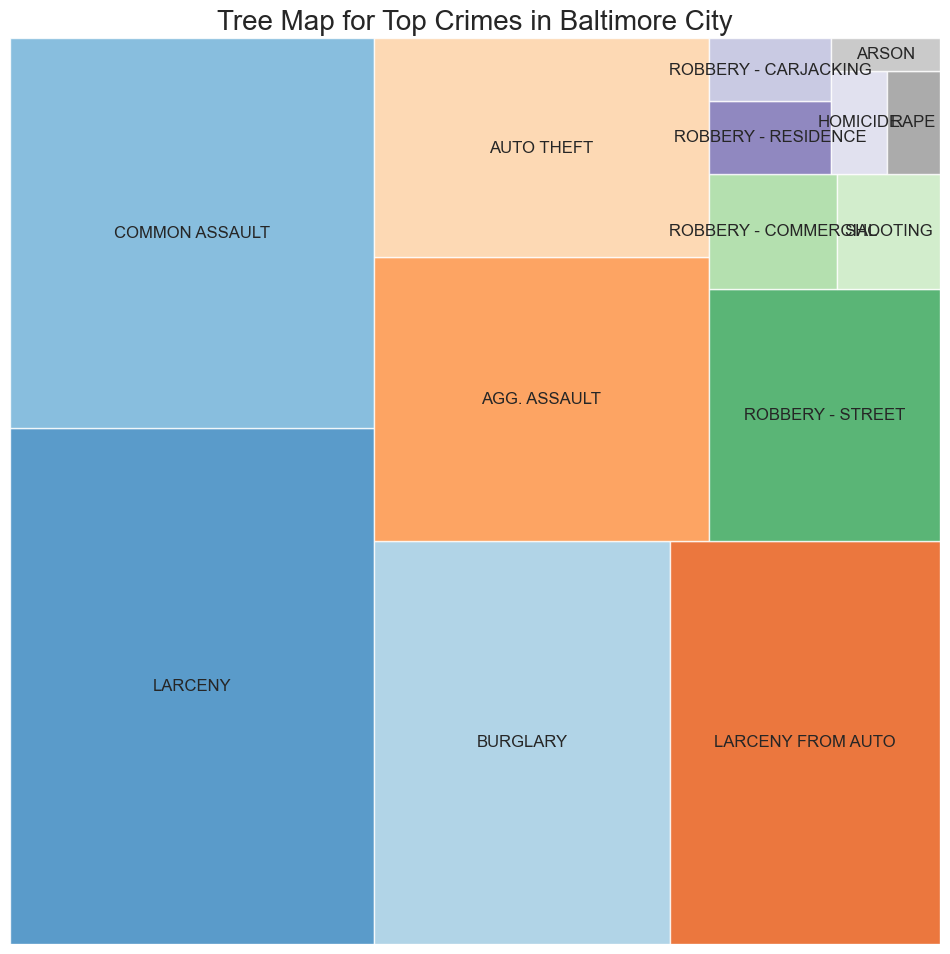 Tree Map for Top Crimes in Baltimore City
ARSON
ROBBERY - CARJACKING
HOMICIDE
RAPE
ROBBERY - RESIDENCE
AUTO THEFT
COMMON ASSAULT
ROBBERY - COMMERCIAL
SHOOTING
AGG. ASSAULT
ROBBERY - STREET
LARCENY
BURGLARY
LARCENY FROM AUTO